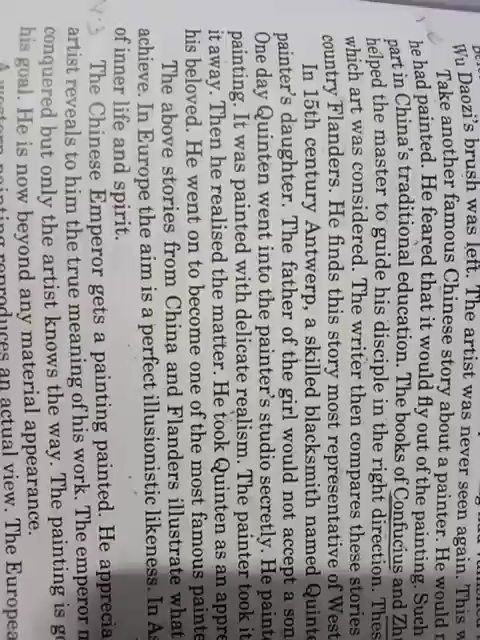 Wu Daozi's brush was left. The artist was never seen again. This
Take another famous Chinese story about a painter. He would
he had painted. He feared that it would fly out of the painting. Such
part in China's traditional education. The books of Confucius and
helped the master to guide his disciple in the right direction.
which art was considered. The writer then compares these stories
country Flanders. He finds this story most representative of West
In 15th century Antwerp, a skilled blacksmith named Quint
painter's daughter. The father of the girl would not accept a son
One day Quinten went into the painter's studio secretly. He paint
painting. It was painted with delicate realism. The painter took it
it away. Then he realised the matter. He took Quinten as an appre
his beloved. He went on to become one of the most famous painte
The above stories from China and Flanders illustrate what
achieve. In Europe the aim is a perfect illusionistic likeness. In As
of inner life and spirit.
The Chinese Emperor gets a painting painted. He apprecia
artist reveals to him the true meaning of his work. The emperor m
conquered but only the artist knows the way. The painting is go
his goal. He is now beyond any material appearance.
A western painting reproduces an actual view. The Europea